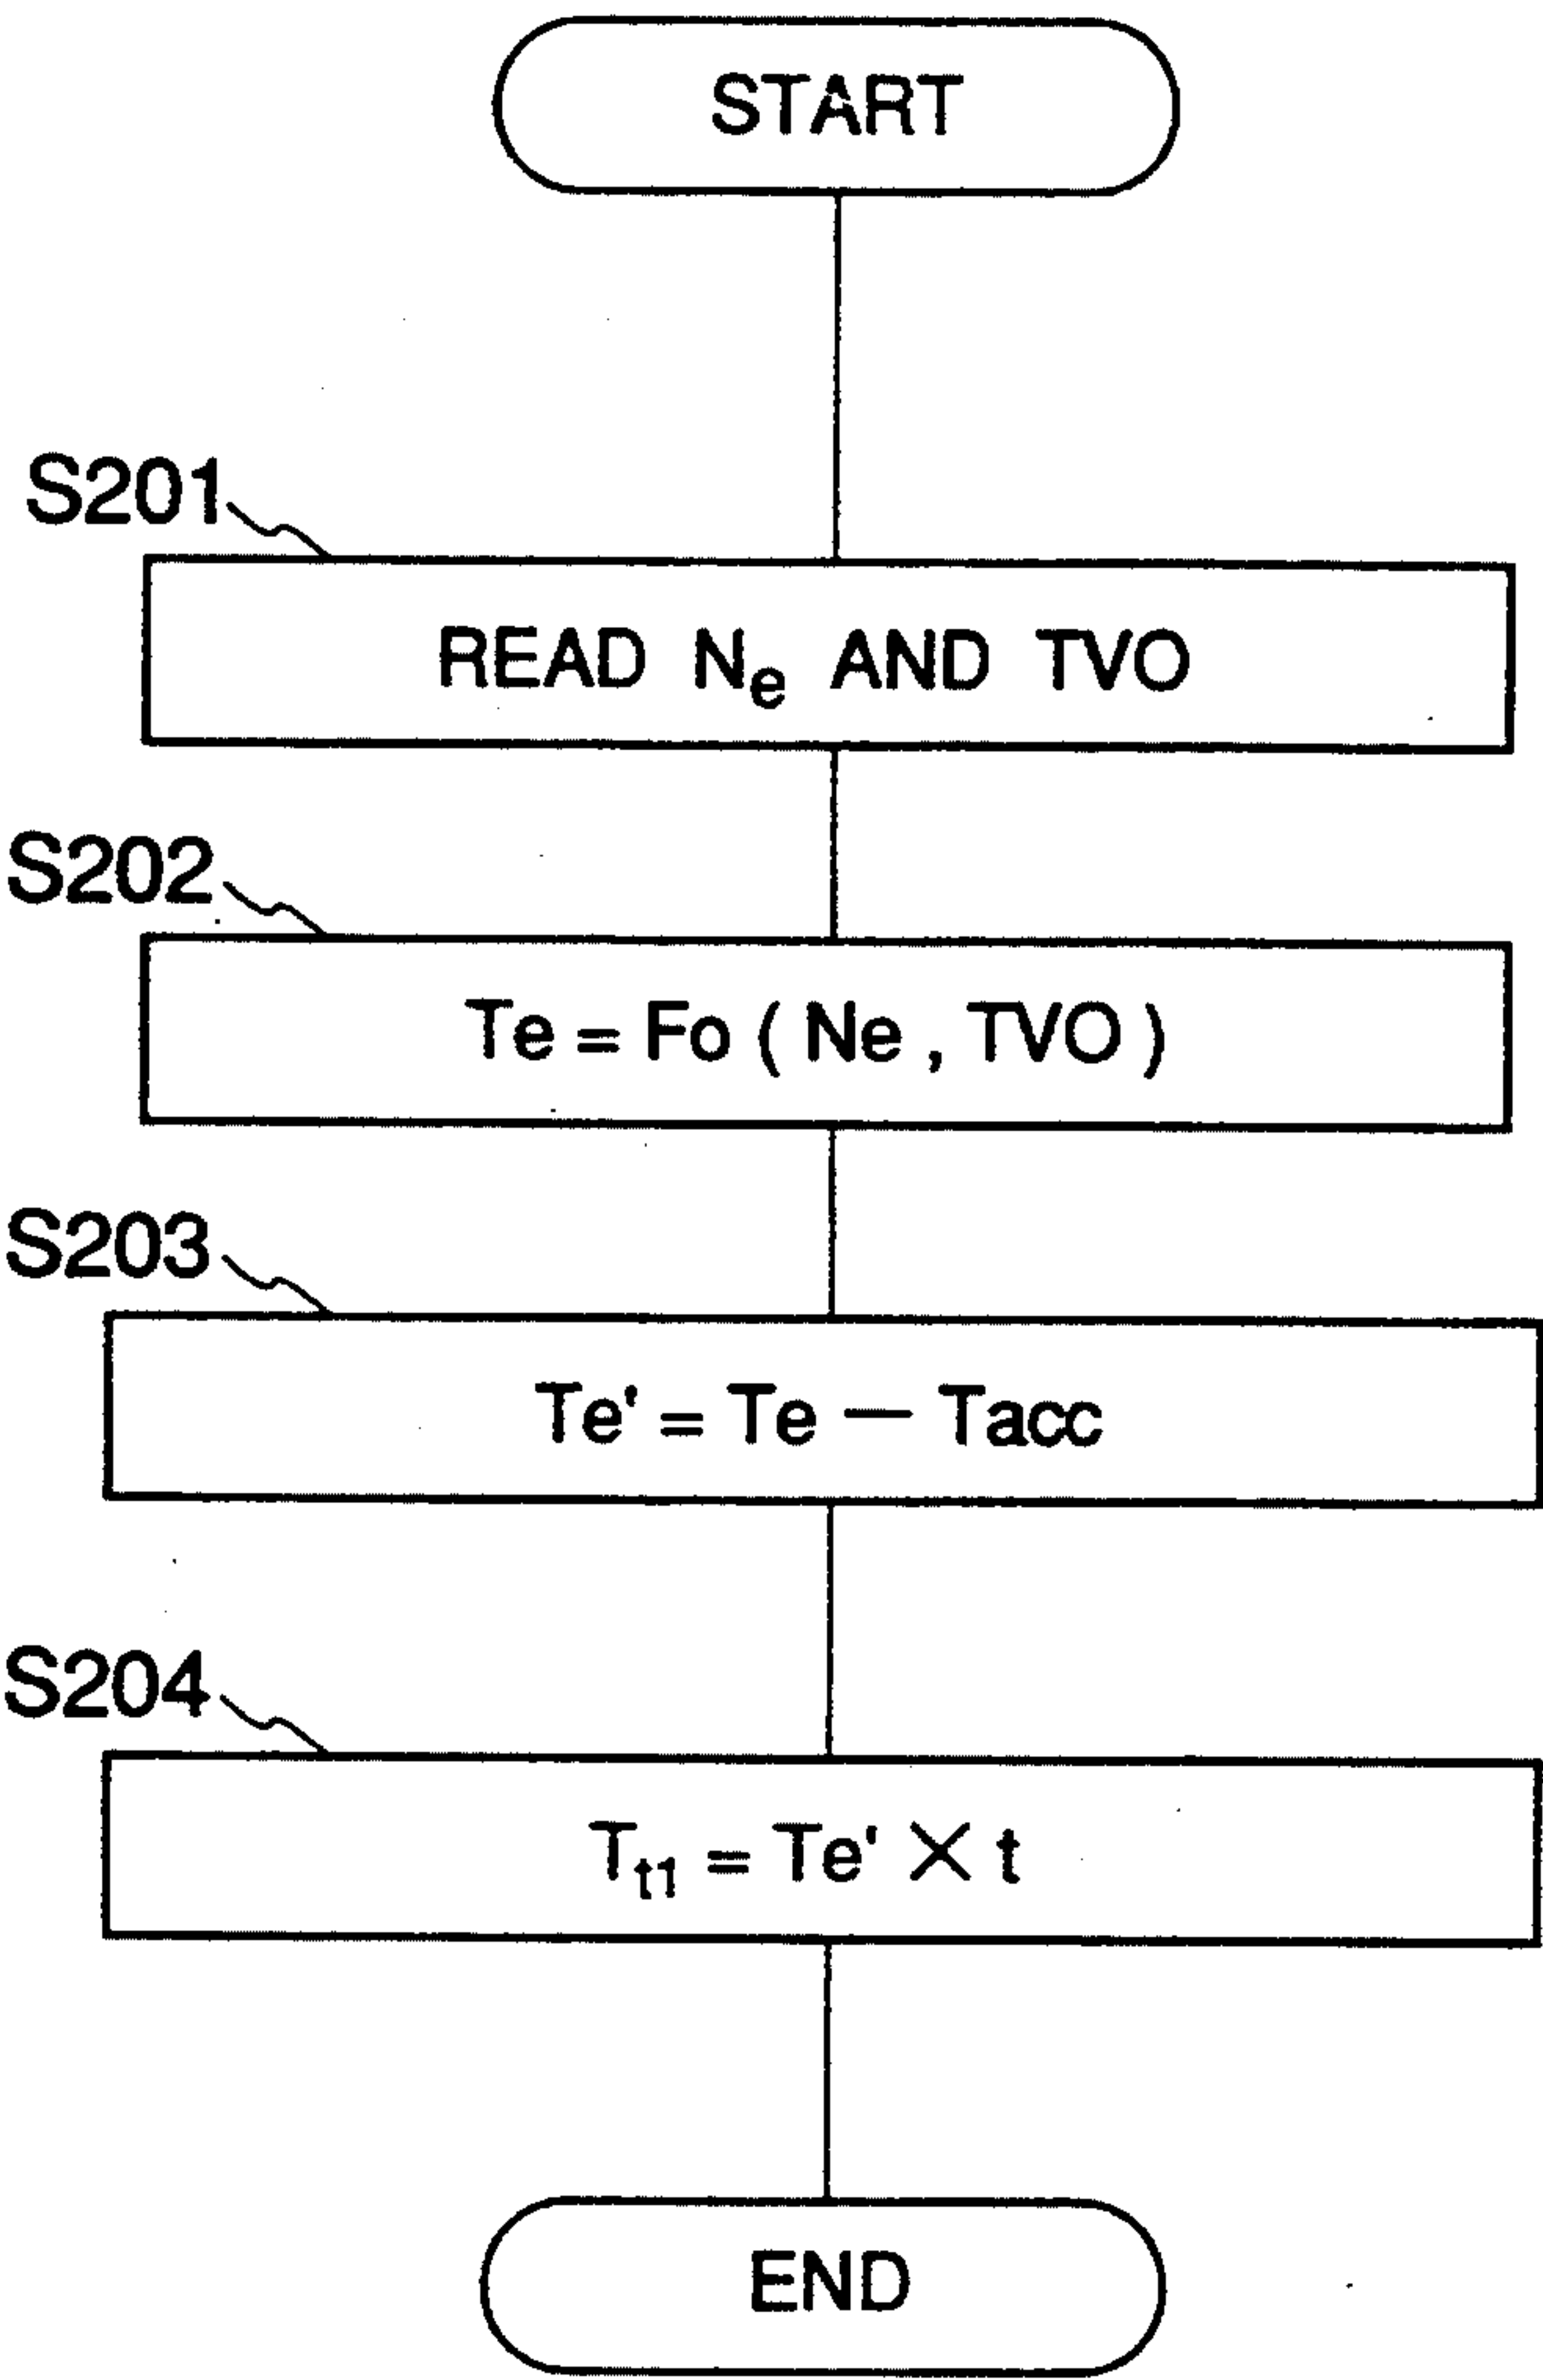 START
S201
READ Ne AND TVO
S202
Te = Fo ( Ne , TVO )
S203
Te' = Te — Tacc
S204
Tt1 = Te' × t
END